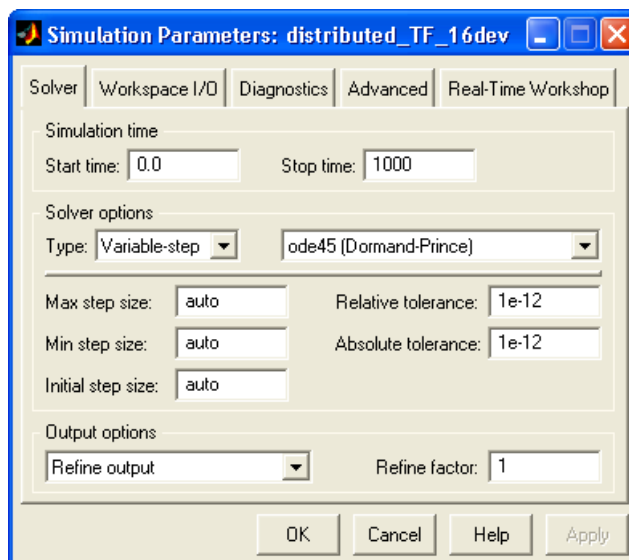 Simulation Parameters: distributed_TF_16dev
Solver Workspace I/O Diagnostics Advanced Real-Time Workshop
Simulation time
Start time: 0.0 Stop time: 1000
Solver options
Type: Variable-step ode45 (Dormand-Prince)
Max step size: auto Relative tolerance: 1e-12
Min step size: auto Absolute tolerance: 1e-12
Initial step size: auto
Output options
Refine output Refine factor: 1
OK Cancel Help Apply